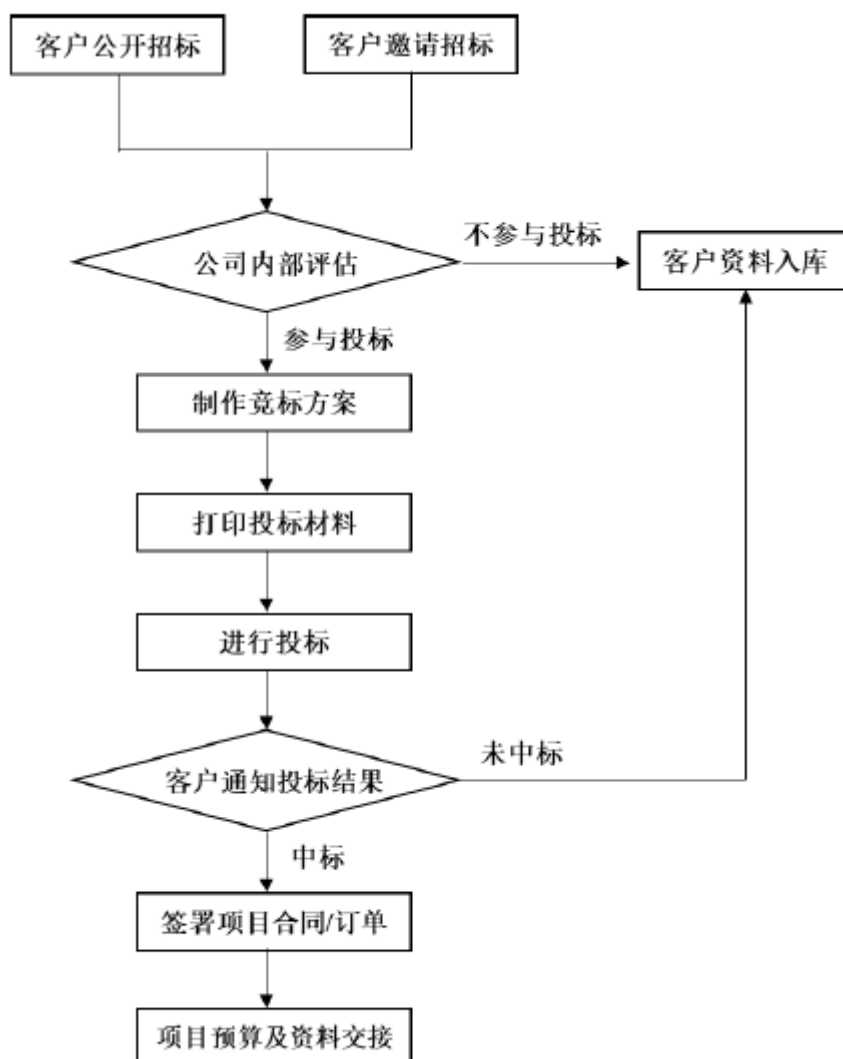 客户公开招标
客户邀请招标
公司内部评估
不参与投标
客户资料入库
参与投标
制作竞标方案
打印投标材料
进行投标
客户通知投标结果
未中标
中标
签署项目合同/订单
项目预算及资料交接